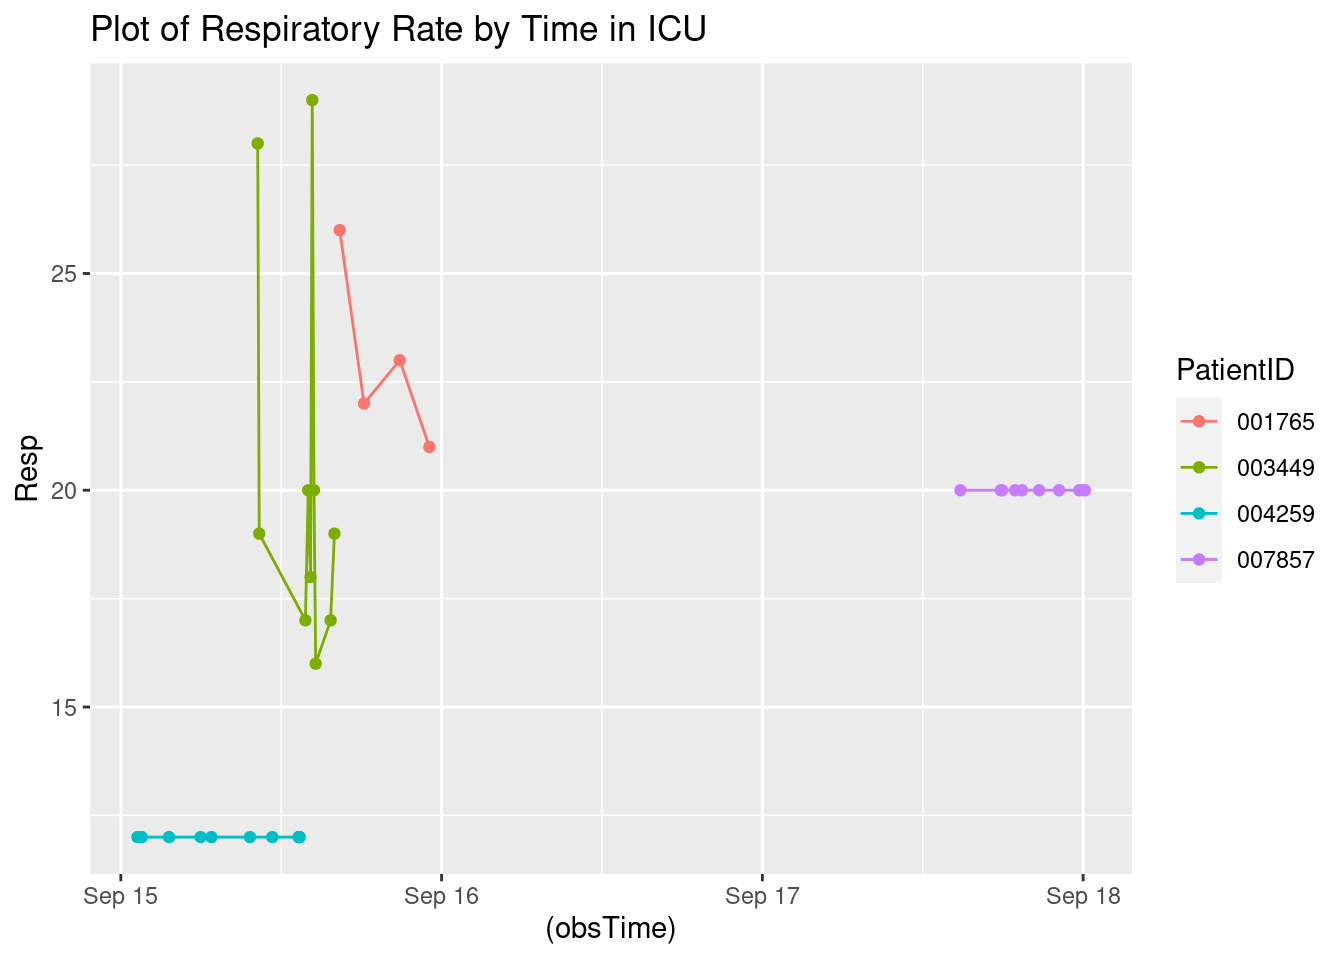 Plot of Respiratory Rate by Time in ICU
25
20
15
Resp
Sep 15
Sep 16
Sep 17
Sep 18
(obsTime)
PatientID
001765
003449
004259
007857